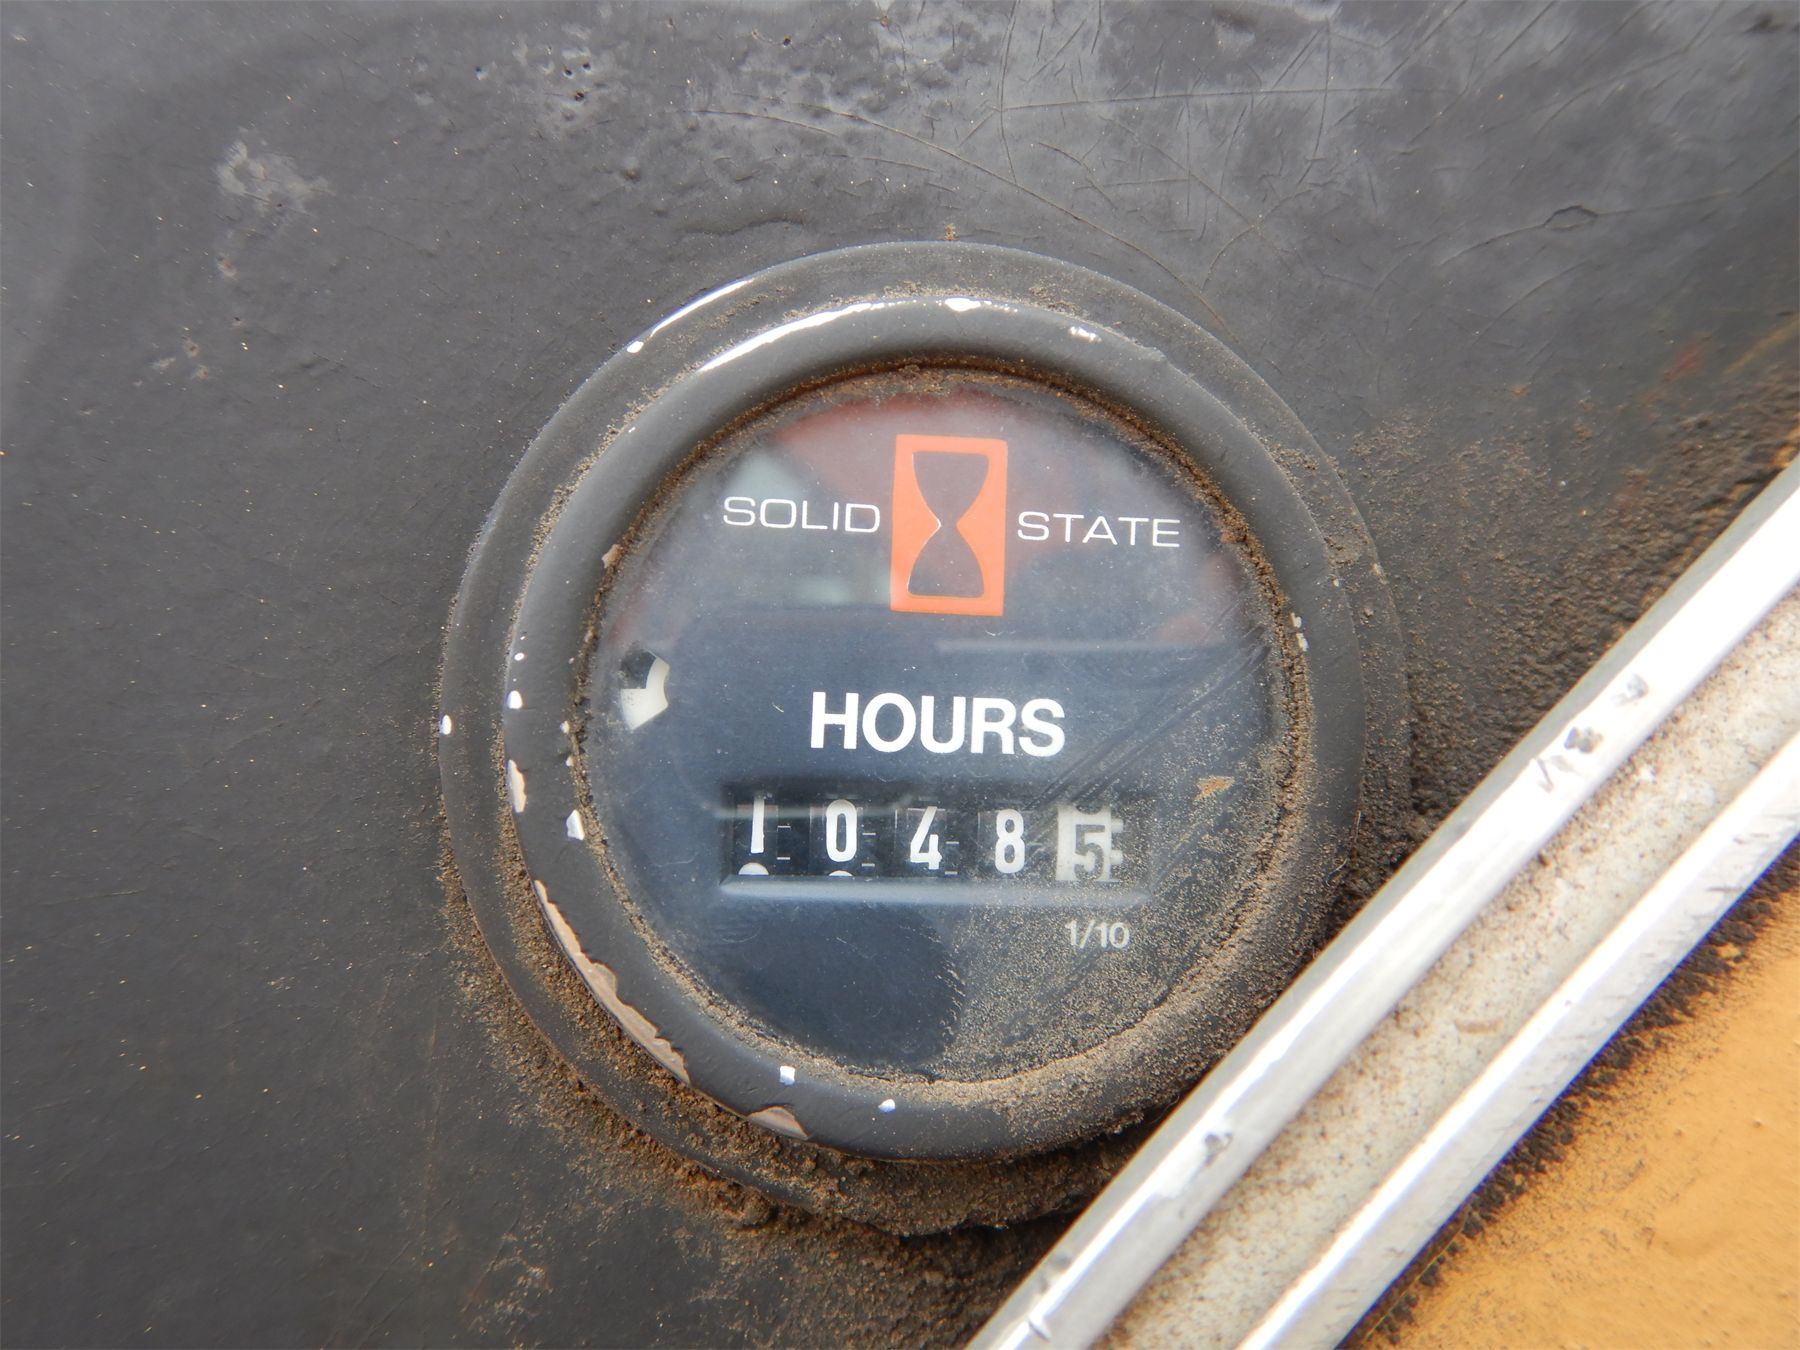 SOLID STATE
HOURS
10485
1/10